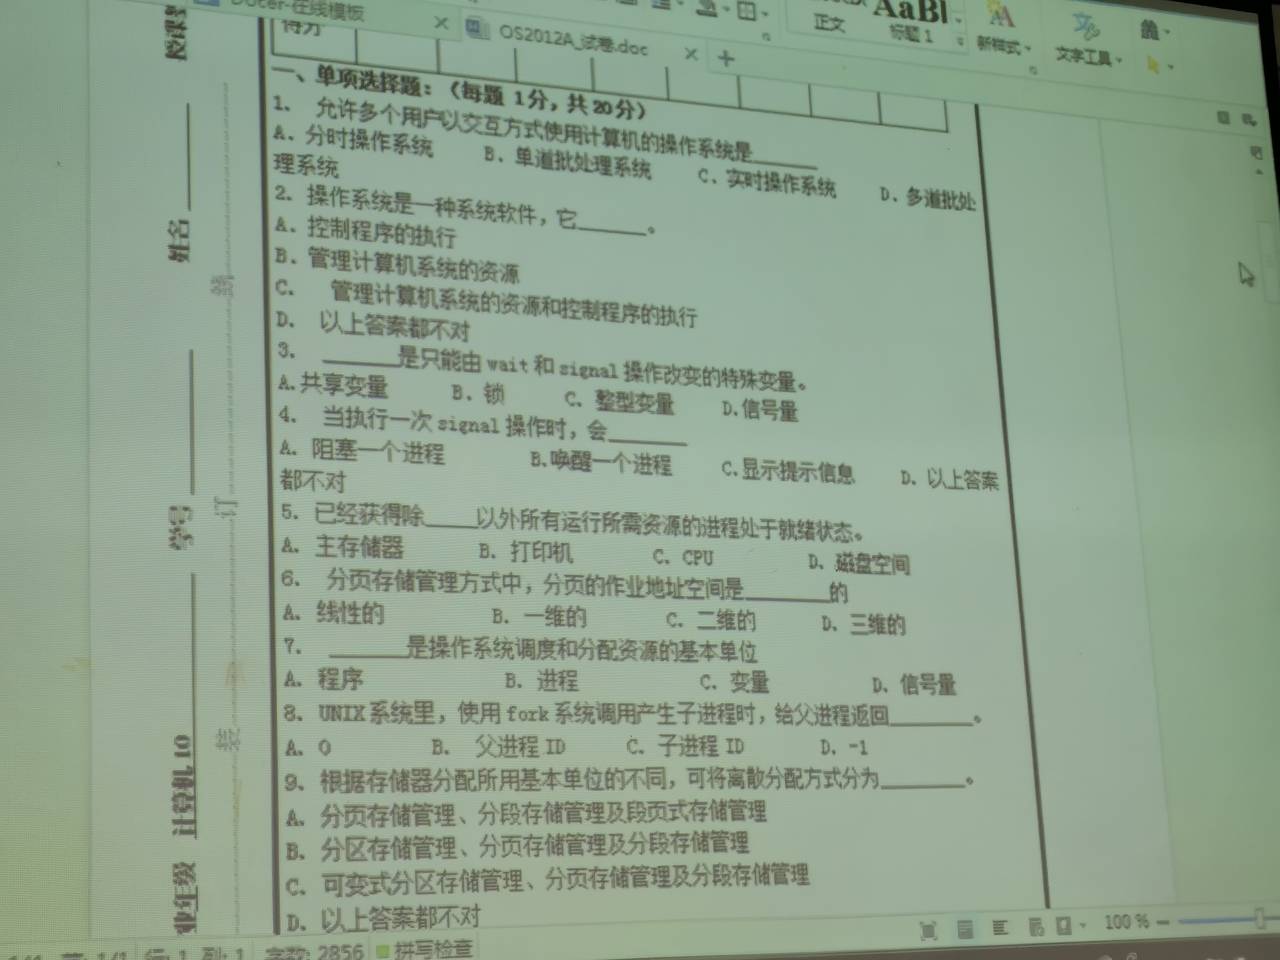 Docer-在线模板
OS2012A_试卷.doc
正文
AaBl
标题 1
新样式
文字工具
得分
一、单项选择题:(每题 1分,共20分)
1. 允许多个用户以交互方式使用计算机的操作系统是______
A、分时操作系统 B、单道批处理系统 C、实时操作系统 D、多道批处
理系统
2. 操作系统是一种系统软件,它______。
A、控制程序的执行
B、管理计算机系统的资源
C. 管理计算机系统的资源和控制程序的执行
D. 以上答案都不对
3. ______是只能由 wait 和 signal 操作改变的特殊变量。
A.共享变量 B、锁 C、整型变量 D.信号量
4. 当执行一次 signal 操作时,会______
A. 阻塞一个进程 B.唤醒一个进程 C.显示提示信息 D、以上答案
都不对
5. 已经获得除____以外所有运行所需资源的进程处于就绪状态。
A. 主存储器 B、打印机 C. CPU D、磁盘空间
6. 分页存储管理方式中,分页的作业地址空间是______的
A. 线性的 B. 一维的 C. 二维的 D、三维的
7. ______是操作系统调度和分配资源的基本单位
A. 程序 B. 进程 C. 变量 D、信号量
8. UNIX 系统里,使用 fork 系统调用产生子进程时,给父进程返回______。
A. 0 B. 父进程 ID C. 子进程 ID D、-1
9、根据存储器分配所用基本单位的不同,可将离散分配方式分为______。
A. 分页存储管理、分段存储管理及段页式存储管理
B. 分区存储管理、分页存储管理及分段存储管理
C. 可变式分区存储管理、分页存储管理及分段存储管理
D. 以上答案都不对
姓名
学号
计算机 10
业年级
线
订
装
行: 1 列: 1 字数: 2856 拼写检查
100 %